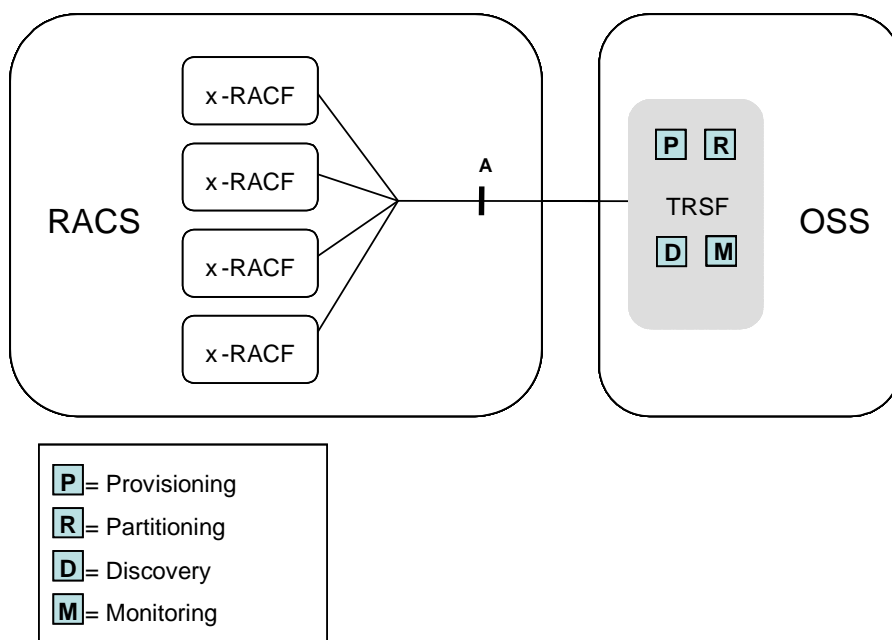 RACS
x-RACF
x-RACF
x-RACF
x-RACF
A
P R
TRSF
D M
OSS
P = Provisioning
R = Partitioning
D = Discovery
M = Monitoring